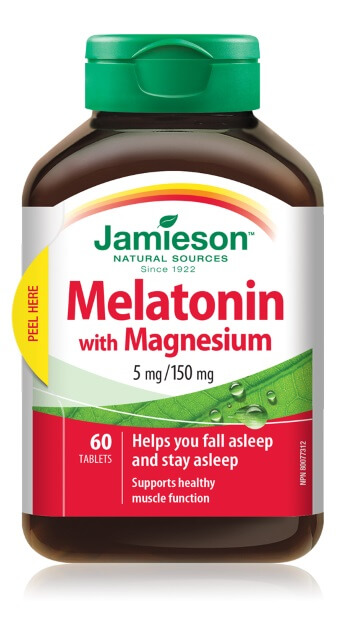 Jamieson™
NATURAL SOURCES
Since 1922
PEEL HERE
Melatonin
with Magnesium
5 mg/150 mg
60
TABLETS
Helps you fall asleep
and stay asleep
Supports healthy
muscle function
NPN 80077312